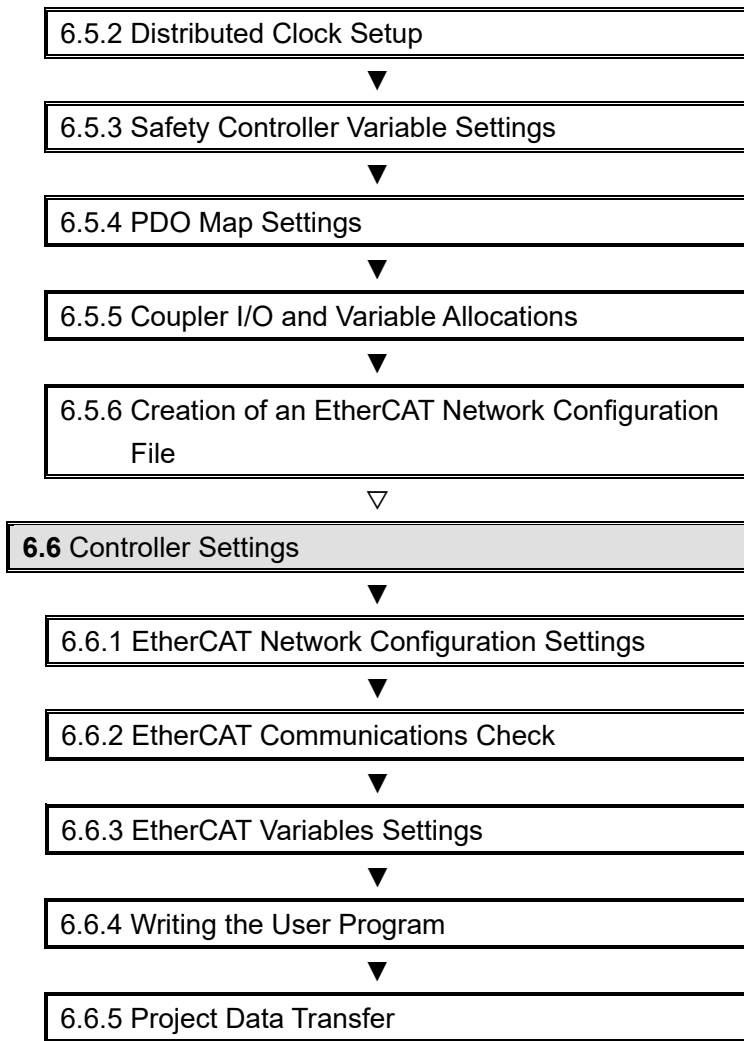 6.5.2 Distributed Clock Setup
▼
6.5.3 Safety Controller Variable Settings
▼
6.5.4 PDO Map Settings
▼
6.5.5 Coupler I/O and Variable Allocations
▼
6.5.6 Creation of an EtherCAT Network Configuration
File
▽
6.6 Controller Settings
▼
6.6.1 EtherCAT Network Configuration Settings
▼
6.6.2 EtherCAT Communications Check
▼
6.6.3 EtherCAT Variables Settings
▼
6.6.4 Writing the User Program
▼
6.6.5 Project Data Transfer